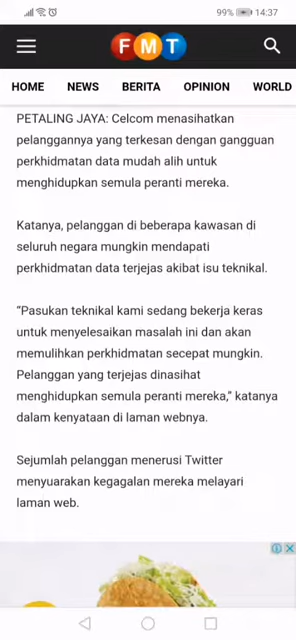 99% 14:37
FMT
HOME NEWS BERITA OPINION WORLD
PETALING JAYA: Celcom menasihatkan
pelanggannya yang terkesan dengan gangguan
perkhidmatan data mudah alih untuk
menghidupkan semula peranti mereka.
Katanya, pelanggan di beberapa kawasan di
seluruh negara mungkin mendapati
perkhidmatan data terjejas akibat isu teknikal.
“Pasukan teknikal kami sedang bekerja keras
untuk menyelesaikan masalah ini dan akan
memulihkan perkhidmatan secepat mungkin.
Pelanggan yang terjejas dinasihat
menghidupkan semula peranti mereka,” katanya
dalam kenyataan di laman webnya.
Sejumlah pelanggan menerusi Twitter
menyuarakan kegagalan mereka melayari
laman web.